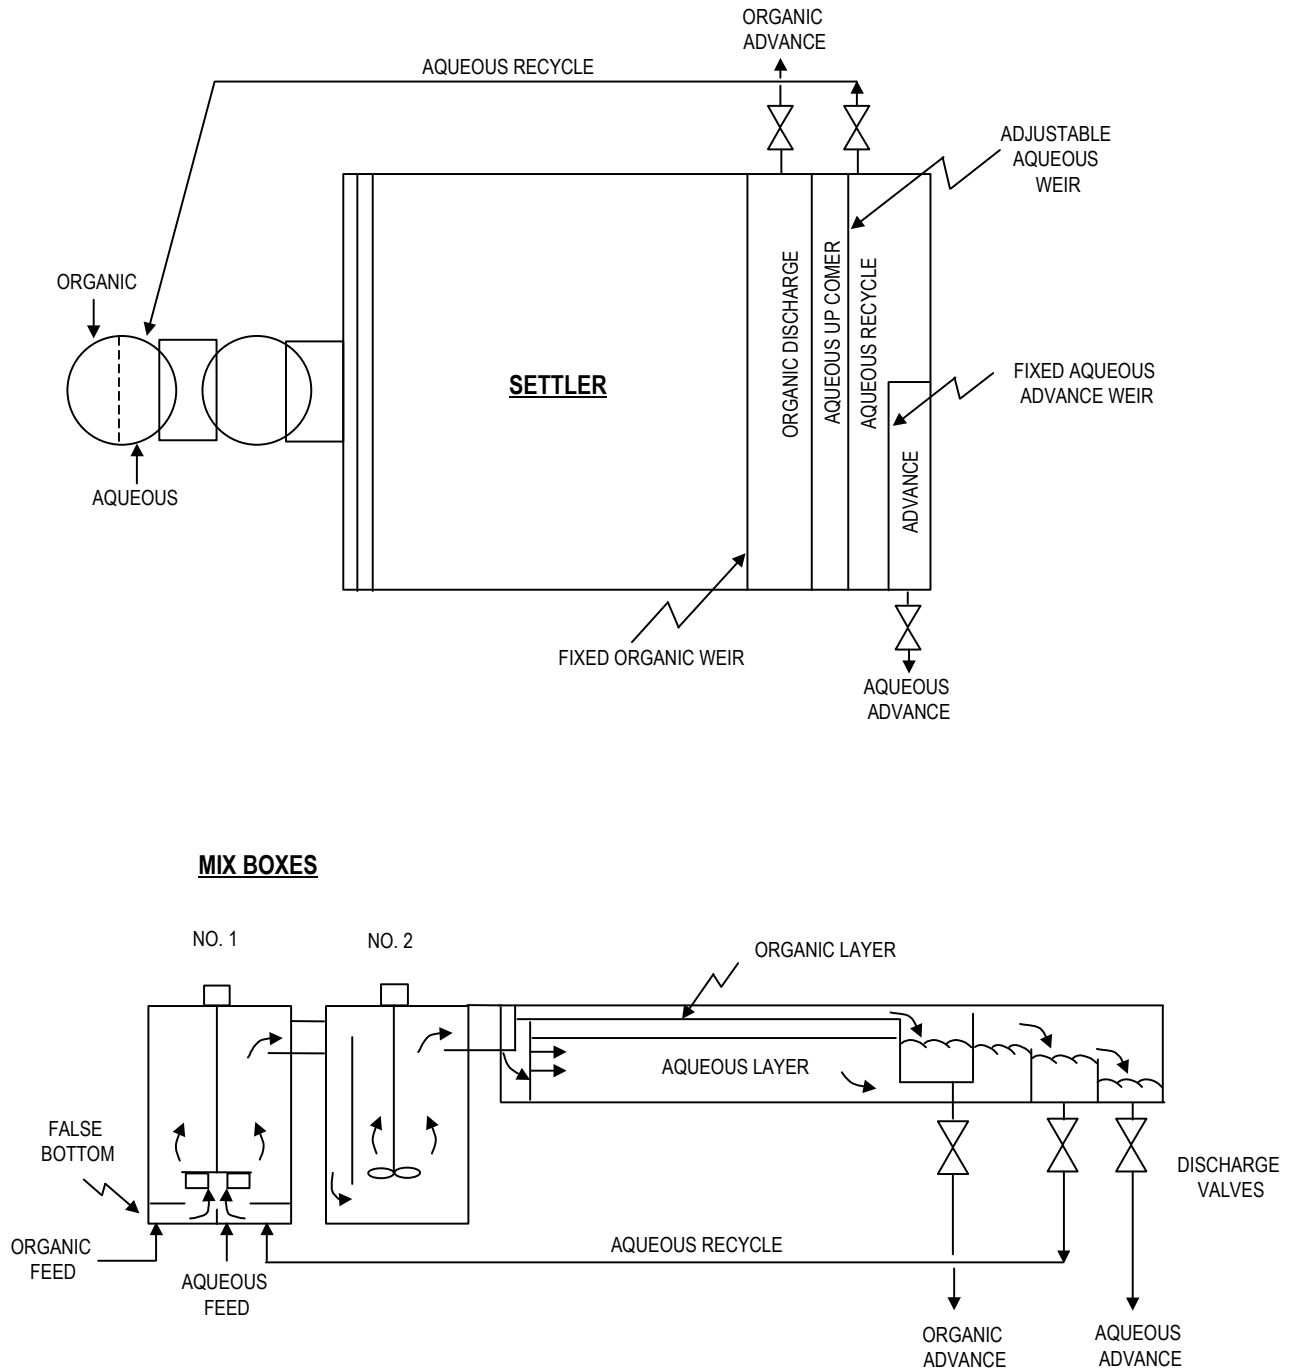 ORGANIC
ADVANCE
AQUEOUS RECYCLE
ADJUSTABLE
AQUEOUS
WEIR
ORGANIC
SETTLER
ORGANIC DISCHARGE
AQUEOUS UP COMER
AQUEOUS RECYCLE
FIXED AQUEOUS
ADVANCE WEIR
ADVANCE
AQUEOUS
FIXED ORGANIC WEIR
AQUEOUS
ADVANCE
MIX BOXES
NO. 1
NO. 2
ORGANIC LAYER
AQUEOUS LAYER
FALSE
BOTTOM
DISCHARGE
VALVES
ORGANIC
FEED
AQUEOUS
FEED
AQUEOUS RECYCLE
ORGANIC
ADVANCE
AQUEOUS
ADVANCE